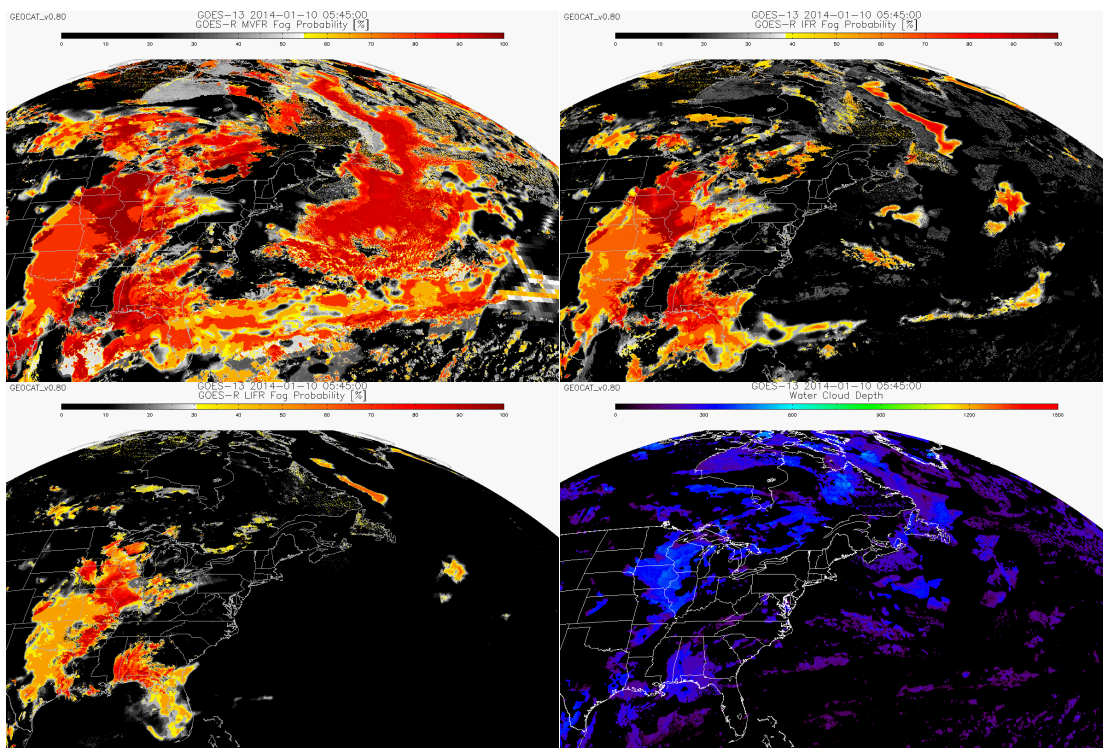 GEOCAT_v0.80
GOES-13 2014-01-10 05:45:00
GOES-R MVFR Fog Probability [%]
0 10 20 30 40 50 60 70 80 90 100
GEOCAT_v0.80
GOES-13 2014-01-10 05:45:00
GOES-R IFR Fog Probability [%]
0 10 20 30 40 50 60 70 80 90 100
GEOCAT_v0.80
GOES-13 2014-01-10 05:45:00
GOES-R LIFR Fog Probability [%]
0 10 20 30 40 50 60 70 80 90 100
GEOCAT_v0.80
GOES-13 2014-01-10 05:45:00
Water Cloud Depth
0 300 600 900 1200 1500